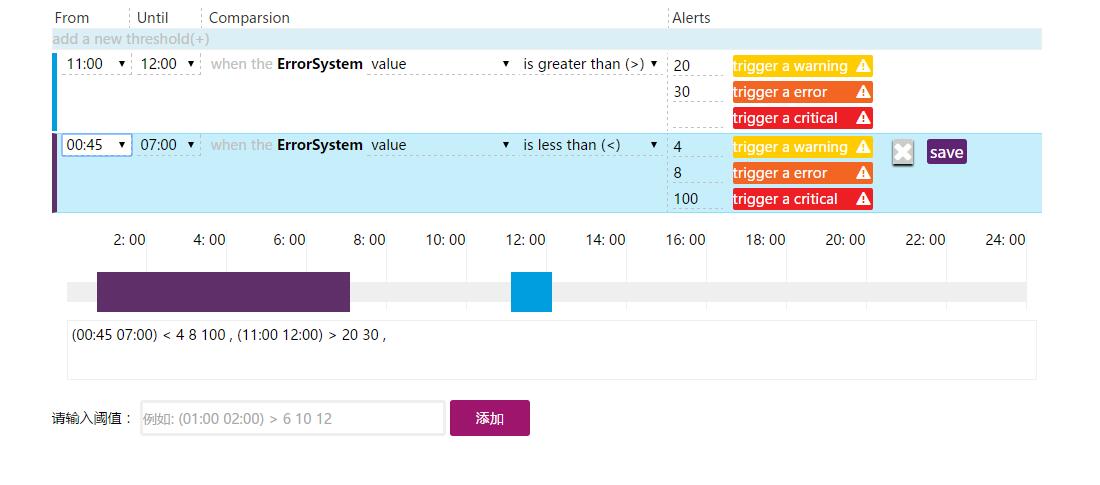 From Until Comparsion Alerts
add a new threshold(+)
11:00 12:00 when the ErrorSystem value is greater than (>) 20 trigger a warning
30 trigger a error
trigger a critical
00:45 07:00 when the ErrorSystem value is less than (<) 4 trigger a warning save
8 trigger a error
100 trigger a critical
2: 00 4: 00 6: 00 8: 00 10: 00 12: 00 14: 00 16: 00 18: 00 20: 00 22: 00 24: 00
(00:45 07:00) < 4 8 100 , (11:00 12:00) > 20 30 ,
请输入阈值： 例如: (01:00 02:00) > 6 10 12 添加